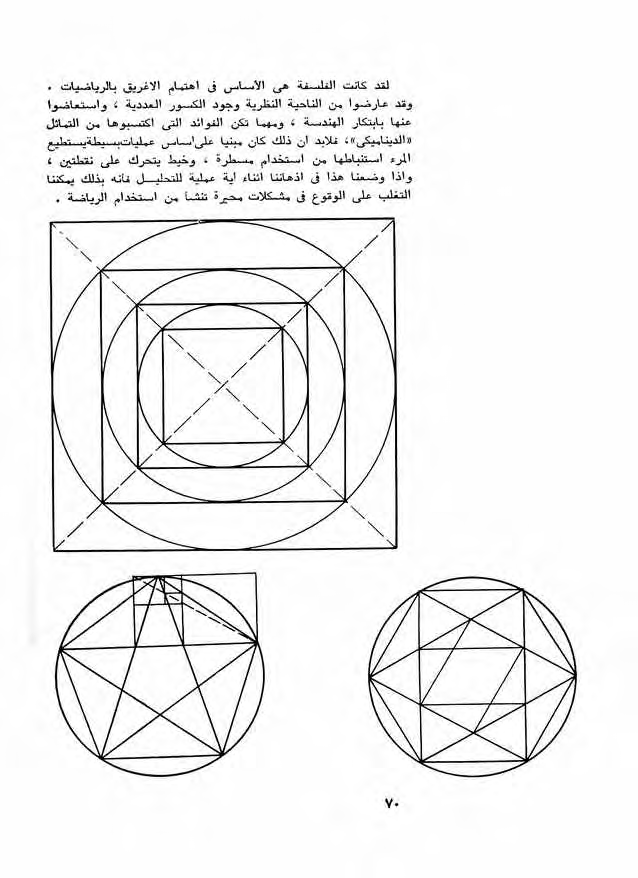 لقد كانت الفلسفة هى الأساس فى اهتمام الاغريق بالرياضيات .
وقد عارضوا من الناحية النظرية وجود الكسور العددية ، واستعاضوا
عنها بابتكار الهندسة ، ومهما تكن الفوائد التى اكتسبوها من التماثل
«الديناميكى»، فلابد ان ذلك كان مبنيا على أساس عمليات بسيطة يستطيع
المرء استنباطها من استخدام مسطرة ، وخيط يتحرك على نقطتين ،
واذا وضعنا هذا فى اذهاننا اثناء اية عملية للتحليل فانه بذلك يمكننا
التغلب على الوقوع فى مشكلات محيرة تنشأ من استخدام الرياضة .
٧٠